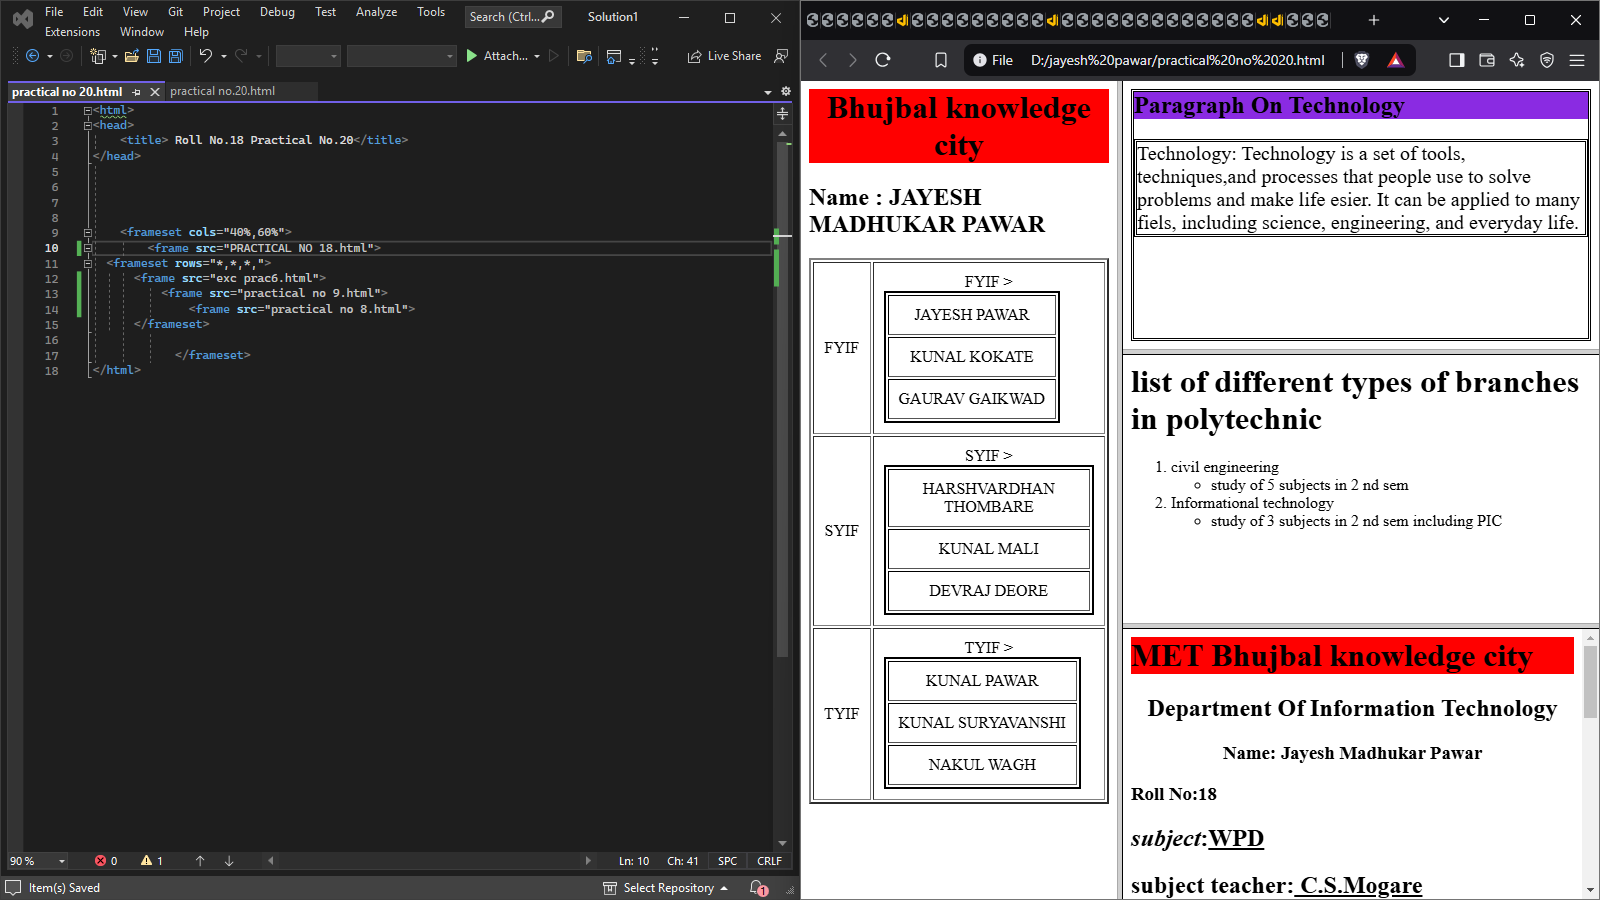 File Edit View Git Project Debug Test Analyze Tools Search (Ctrl... Solution1
Extensions Window Help
Attach... Live Share
practical no 20.html practical no.20.html
1 <html>
2 <head>
3 <title> Roll No.18 Practical No.20</title>
4 </head>
5
6
7
8
9 <frameset cols="40%,60%">
10 <frame src="PRACTICAL NO 18.html">
11 <frameset rows="*,*,*,">
12 <frame src="exc prac6.html">
13 <frame src="practical no 9.html">
14 <frame src="practical no 8.html">
15 </frameset>
16
17 </frameset>
18 </html>
90 % 0 1 Ln: 10 Ch: 41 SPC CRLF
Item(s) Saved Select Repository 1
File D:/jayesh%20pawar/practical%20no%2020.html
Bhujbal knowledge
city
Name : JAYESH
MADHUKAR PAWAR
FYIF
FYIF >
JAYESH PAWAR
KUNAL KOKATE
GAURAV GAIKWAD
SYIF
SYIF >
HARSHVARDHAN
THOMBARE
KUNAL MALI
DEVRAJ DEORE
TYIF
TYIF >
KUNAL PAWAR
KUNAL SURYAVANSHI
NAKUL WAGH
Paragraph On Technology
Technology: Technology is a set of tools,
techniques,and processes that people use to solve
problems and make life esier. It can be applied to many
fiels, including science, engineering, and everyday life.
list of different types of branches
in polytechnic
1. civil engineering
study of 5 subjects in 2 nd sem
2. Informational technology
study of 3 subjects in 2 nd sem including PIC
MET Bhujbal knowledge city
Department Of Information Technology
Name: Jayesh Madhukar Pawar
Roll No:18
subject:WPD
subject teacher: C.S.Mogare